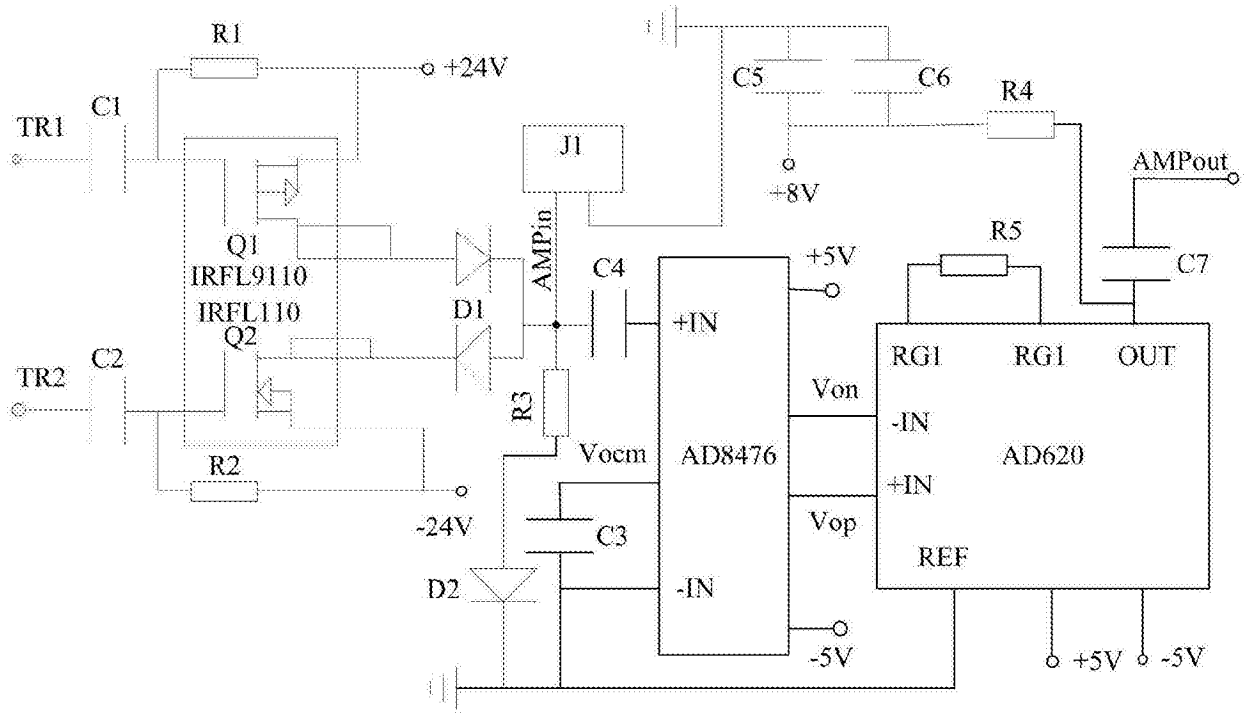 R1
+24V
C1
TR1
Q1
IRFL9110
IRFL110
Q2
C2
TR2
R2
-24V
D1
J1
AMPin
C5
C6
+8V
R4
AMPout
C7
R5
C4
+5V
+IN
R3
Vocm
AD8476
C3
-IN
-5V
D2
Von
Vop
RG1
RG1
OUT
-IN
AD620
+IN
REF
+5V
-5V